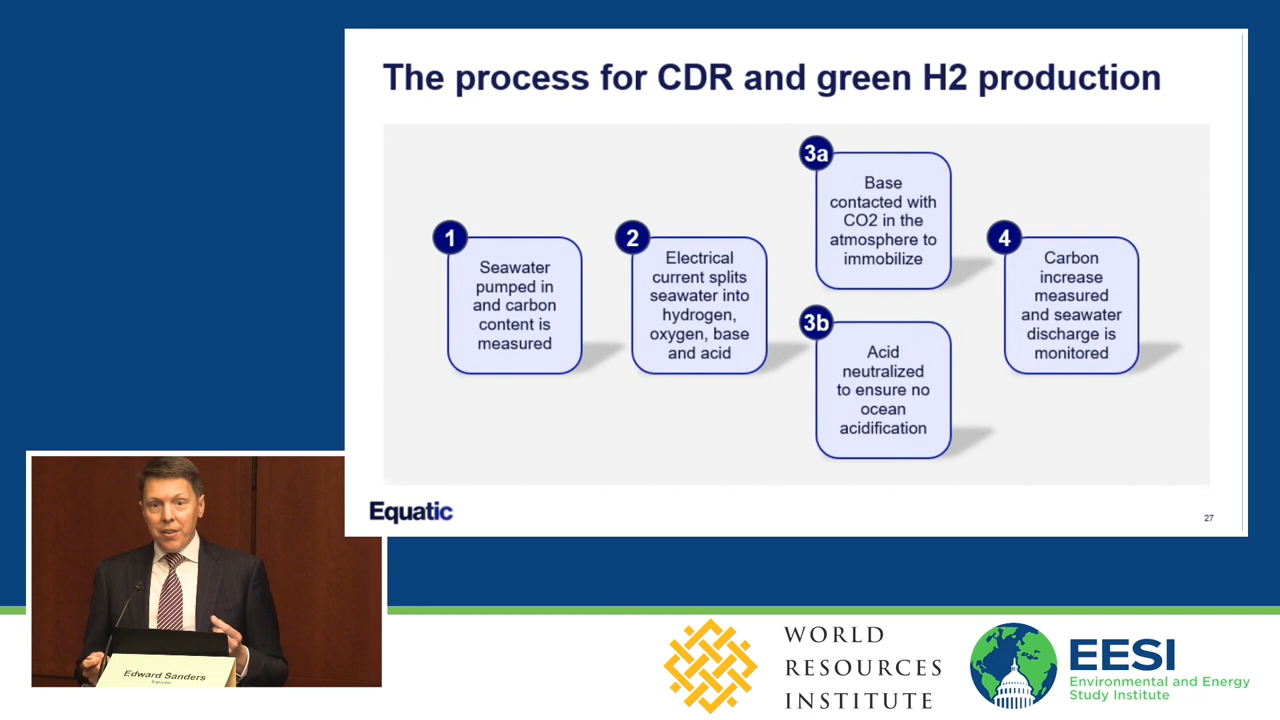 The process for CDR and green H2 production
1
Seawater
pumped in
and carbon
content is
measured
2
Electrical
current splits
seawater into
hydrogen,
oxygen, base
and acid
3a
Base
contacted with
CO2 in the
atmosphere to
immobilize
3b
Acid
neutralized
to ensure no
ocean
acidification
4
Carbon
increase
measured
and seawater
discharge is
monitored
Equatic
27
Edward Sanders
Equatic
WORLD
RESOURCES
INSTITUTE
EESI
Environmental and Energy
Study Institute